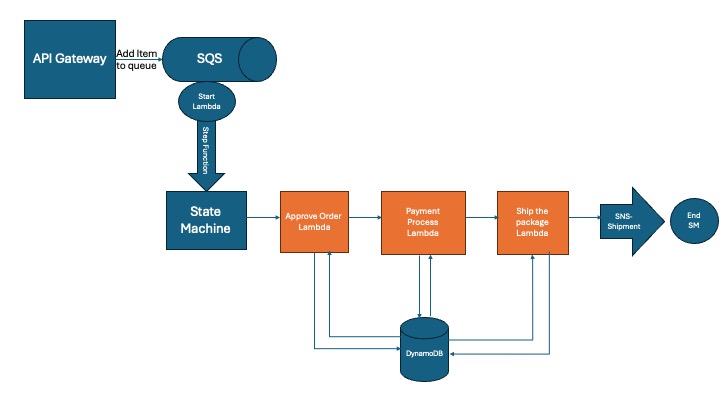 API Gateway
Add Item
to queue
SQS
Start
Lambda
Step Function
State
Machine
Approve Order
Lambda
Payment
Process
Lambda
Ship the
package
Lambda
SNS-
Shipment
End
SM
DynamoDB